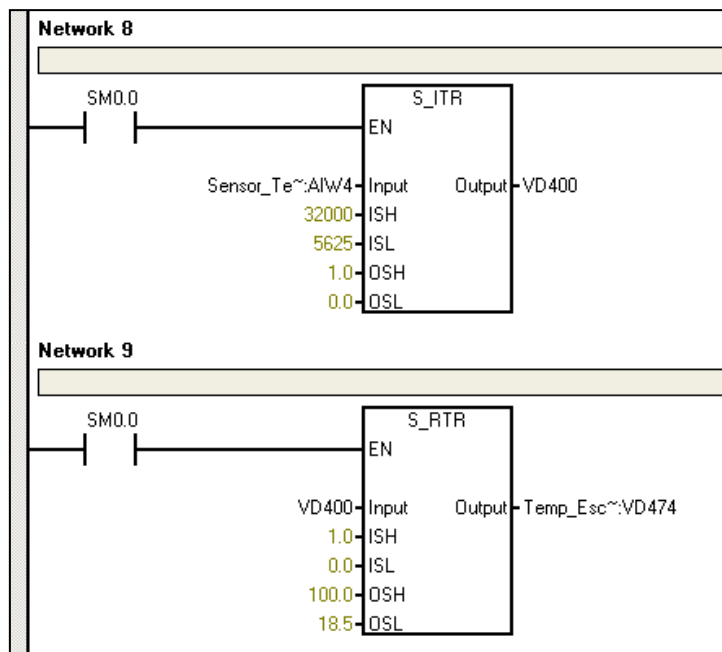 Network 8
SM0.0
S_ITR
EN
Sensor_Te~:AIW4 Input Output VD400
32000 ISH
5625 ISL
1.0 OSH
0.0 OSL
Network 9
SM0.0
S_RTR
EN
VD400 Input Output Temp_Esc~:VD474
1.0 ISH
0.0 ISL
100.0 OSH
18.5 OSL